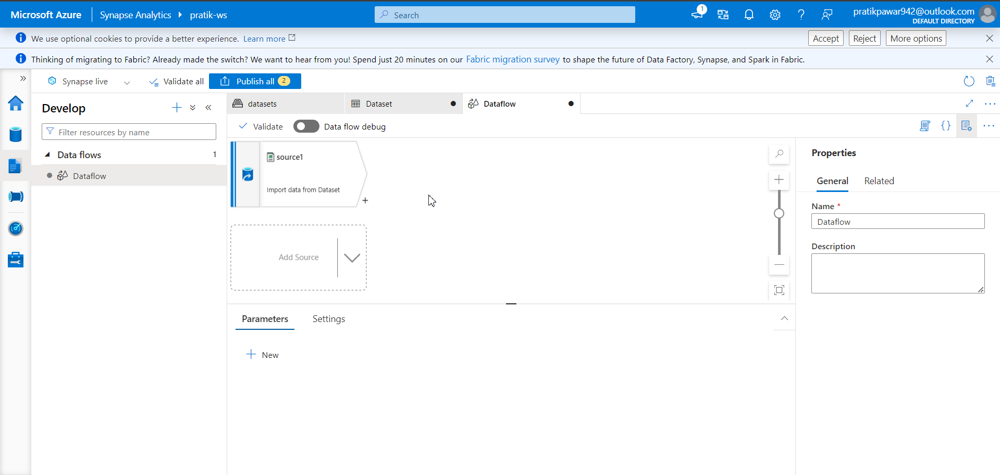 Microsoft Azure
Synapse Analytics
pratik-ws
Search
1
pratikpawar942@outlook.com
DEFAULT DIRECTORY
We use optional cookies to provide a better experience. Learn more
Accept
Reject
More options
Thinking of migrating to Fabric? Already made the switch? We want to hear from you! Spend just 20 minutes on our Fabric migration survey to shape the future of Data Factory, Synapse, and Spark in Fabric.
Synapse live
Validate all
Publish all 2
Develop
Filter resources by name
Data flows 1
Dataflow
datasets
Dataset
Dataflow
Validate
Data flow debug
source1
Import data from Dataset
+
Add Source
Parameters
Settings
New
Properties
General
Related
Name *
Dataflow
Description